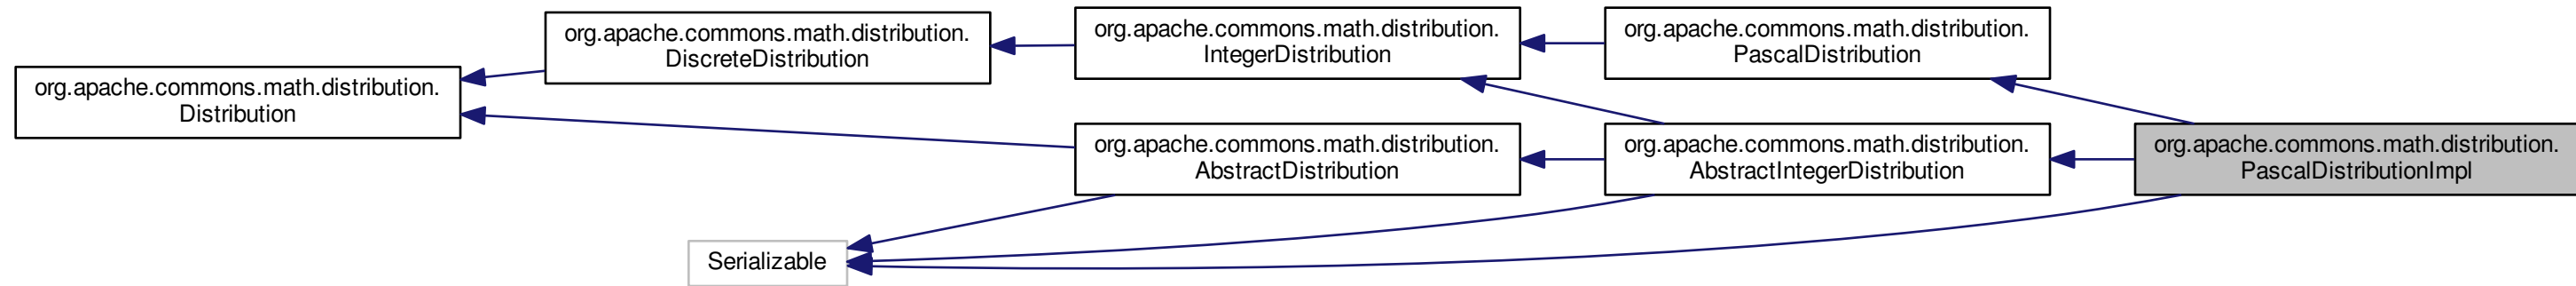 org.apache.commons.math.distribution.
Distribution
org.apache.commons.math.distribution.
DiscreteDistribution
org.apache.commons.math.distribution.
IntegerDistribution
org.apache.commons.math.distribution.
PascalDistribution
org.apache.commons.math.distribution.
AbstractDistribution
org.apache.commons.math.distribution.
AbstractIntegerDistribution
org.apache.commons.math.distribution.
PascalDistributionImpl
Serializable